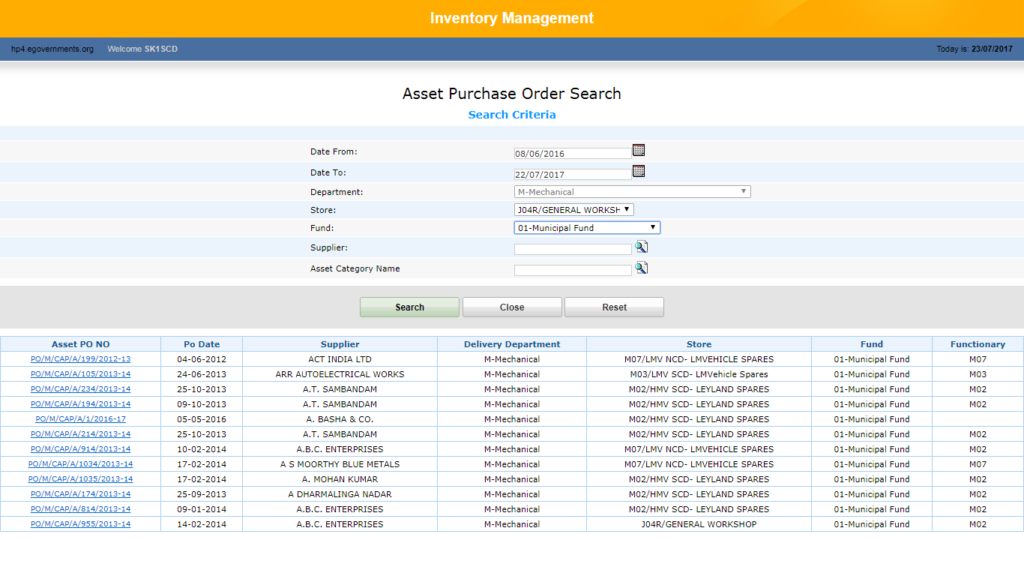 Inventory Management
hp4.egovernments.org Welcome SK1SCD Today is: 23/07/2017
Asset Purchase Order Search
Search Criteria
Date From: 08/06/2016
Date To: 22/07/2017
Department: M-Mechanical
Store: J04R/GENERAL WORKSH
Fund: 01-Municipal Fund
Supplier:
Asset Category Name
Search Close Reset
Asset PO NO Po Date Supplier Delivery Department Store Fund Functionary
PO/M/CAP/A/199/2012-13 04-06-2012 ACT INDIA LTD M-Mechanical M07/LMV NCD- LMVEHICLE SPARES 01-Municipal Fund M07
PO/M/CAP/A/105/2013-14 24-06-2013 ARR AUTOELECTRICAL WORKS M-Mechanical M03/LMV SCD- LMVehicle Spares 01-Municipal Fund M03
PO/M/CAP/A/234/2013-14 25-10-2013 A.T. SAMBANDAM M-Mechanical M02/HMV SCD- LEYLAND SPARES 01-Municipal Fund M02
PO/M/CAP/A/194/2013-14 09-10-2013 A.T. SAMBANDAM M-Mechanical M02/HMV SCD- LEYLAND SPARES 01-Municipal Fund M02
PO/M/CAP/A/1/2016-17 05-05-2016 A. BASHA & CO. M-Mechanical M02/HMV SCD- LEYLAND SPARES 01-Municipal Fund
PO/M/CAP/A/214/2013-14 25-10-2013 A.T. SAMBANDAM M-Mechanical M02/HMV SCD- LEYLAND SPARES 01-Municipal Fund M02
PO/M/CAP/A/914/2013-14 10-02-2014 A.B.C. ENTERPRISES M-Mechanical M07/LMV NCD- LMVEHICLE SPARES 01-Municipal Fund M02
PO/M/CAP/A/1034/2013-14 17-02-2014 A S MOORTHY BLUE METALS M-Mechanical M07/LMV NCD- LMVEHICLE SPARES 01-Municipal Fund M07
PO/M/CAP/A/1035/2013-14 17-02-2014 A. MOHAN KUMAR M-Mechanical M02/HMV SCD- LEYLAND SPARES 01-Municipal Fund M02
PO/M/CAP/A/174/2013-14 25-09-2013 A DHARMALINGA NADAR M-Mechanical M02/HMV SCD- LEYLAND SPARES 01-Municipal Fund M02
PO/M/CAP/A/814/2013-14 09-01-2014 A.B.C. ENTERPRISES M-Mechanical M02/HMV SCD- LEYLAND SPARES 01-Municipal Fund M02
PO/M/CAP/A/955/2013-14 14-02-2014 A.B.C. ENTERPRISES M-Mechanical J04R/GENERAL WORKSHOP 01-Municipal Fund M02